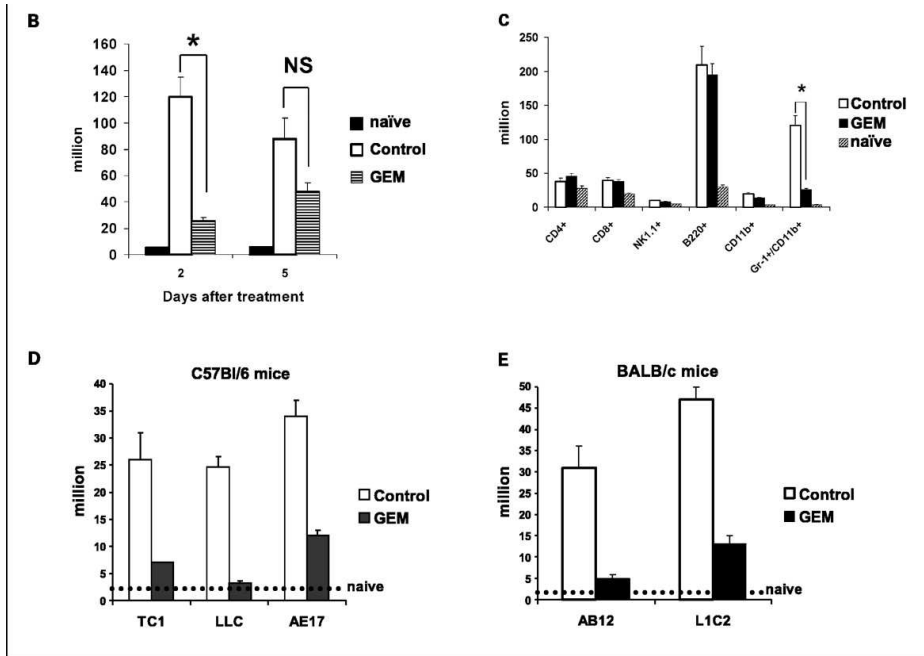 B
160
140
120
100
80
60
40
20
0
million
*
NS
naïve
Control
GEM
2
5
Days after treatment
C
250
200
150
100
50
0
million
*
Control
GEM
naïve
CD4+
CD8+
NK1.1+
B220+
CD11b+
Gr-1+/CD11b+
D
C57Bl/6 mice
40
35
30
25
20
15
10
5
0
million
Control
GEM
naive
TC1
LLC
AE17
E
BALB/c mice
50
45
40
35
30
25
20
15
10
5
0
million
Control
GEM
naive
AB12
L1C2